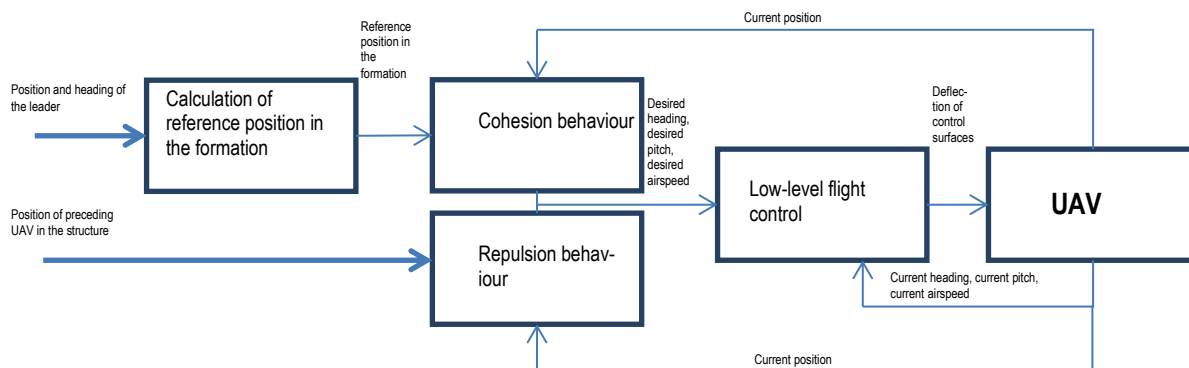 Current position
Reference
position in
the
formation
Position and heading of
the leader
Calculation of
reference position in
the formation
Cohesion behaviour
Desired
heading,
desired
pitch,
desired
airspeed
Deflec-
tion of
control
surfaces
Low-level flight
control
UAV
Position of preceding
UAV in the structure
Repulsion behav-
iour
Current heading, current pitch,
current airspeed
Current position